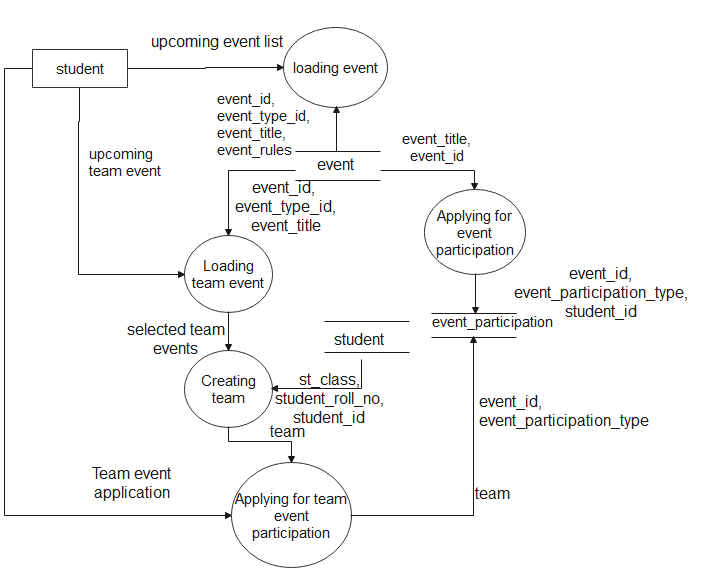 upcoming event list
student
loading event
event_id,
event_type_id,
event_title,
event_rules
event_title,
event_id
upcoming
team event
event
event_id,
event_type_id,
event_title
Applying for
event
participation
Loading
team event
event_id,
event_participation_type,
student_id
selected team
events
student
event_participation
Creating
team
st_class,
student_roll_no,
student_id
team
event_id,
event_participation_type
Team event
application
Applying for team
event
participation
team